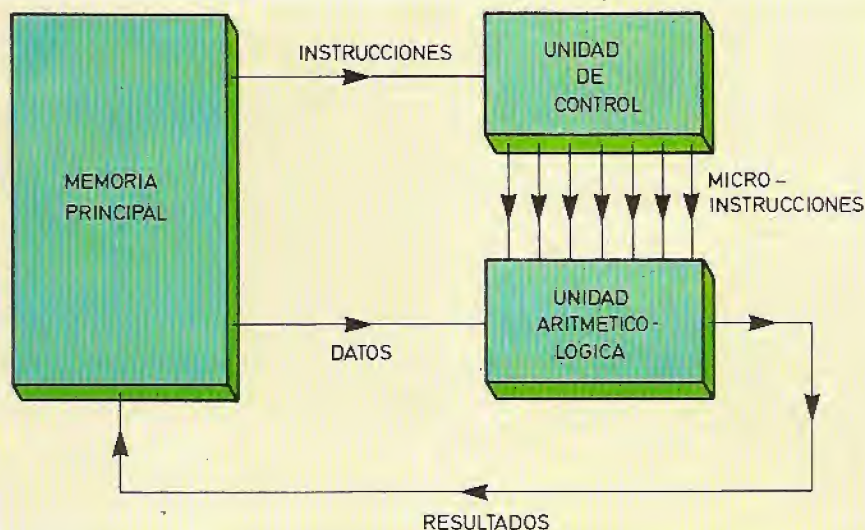 INSTRUCCIONES
UNIDAD
DE
CONTROL
MEMORIA
PRINCIPAL
MICRO-
INSTRUCCIONES
UNIDAD
ARITMETICO-
LOGICA
DATOS
RESULTADOS